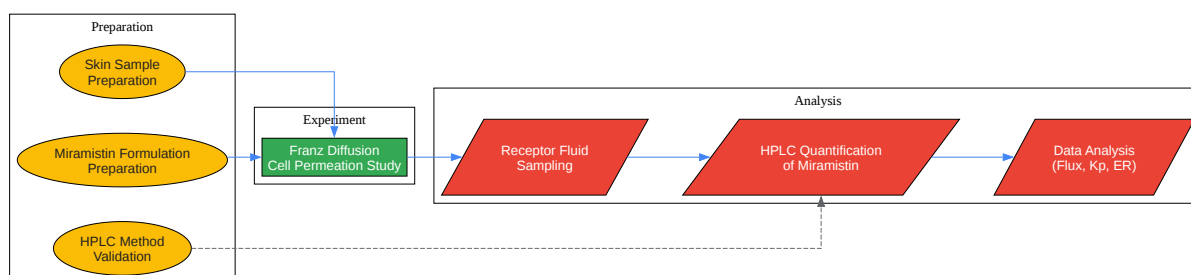 Preparation
Skin Sample
Preparation
Miramistin Formulation
Preparation
HPLC Method
Validation
Experiment
Franz Diffusion
Cell Permeation Study
Analysis
Receptor Fluid
Sampling
HPLC Quantification
of Miramistin
Data Analysis
(Flux, Kp, ER)